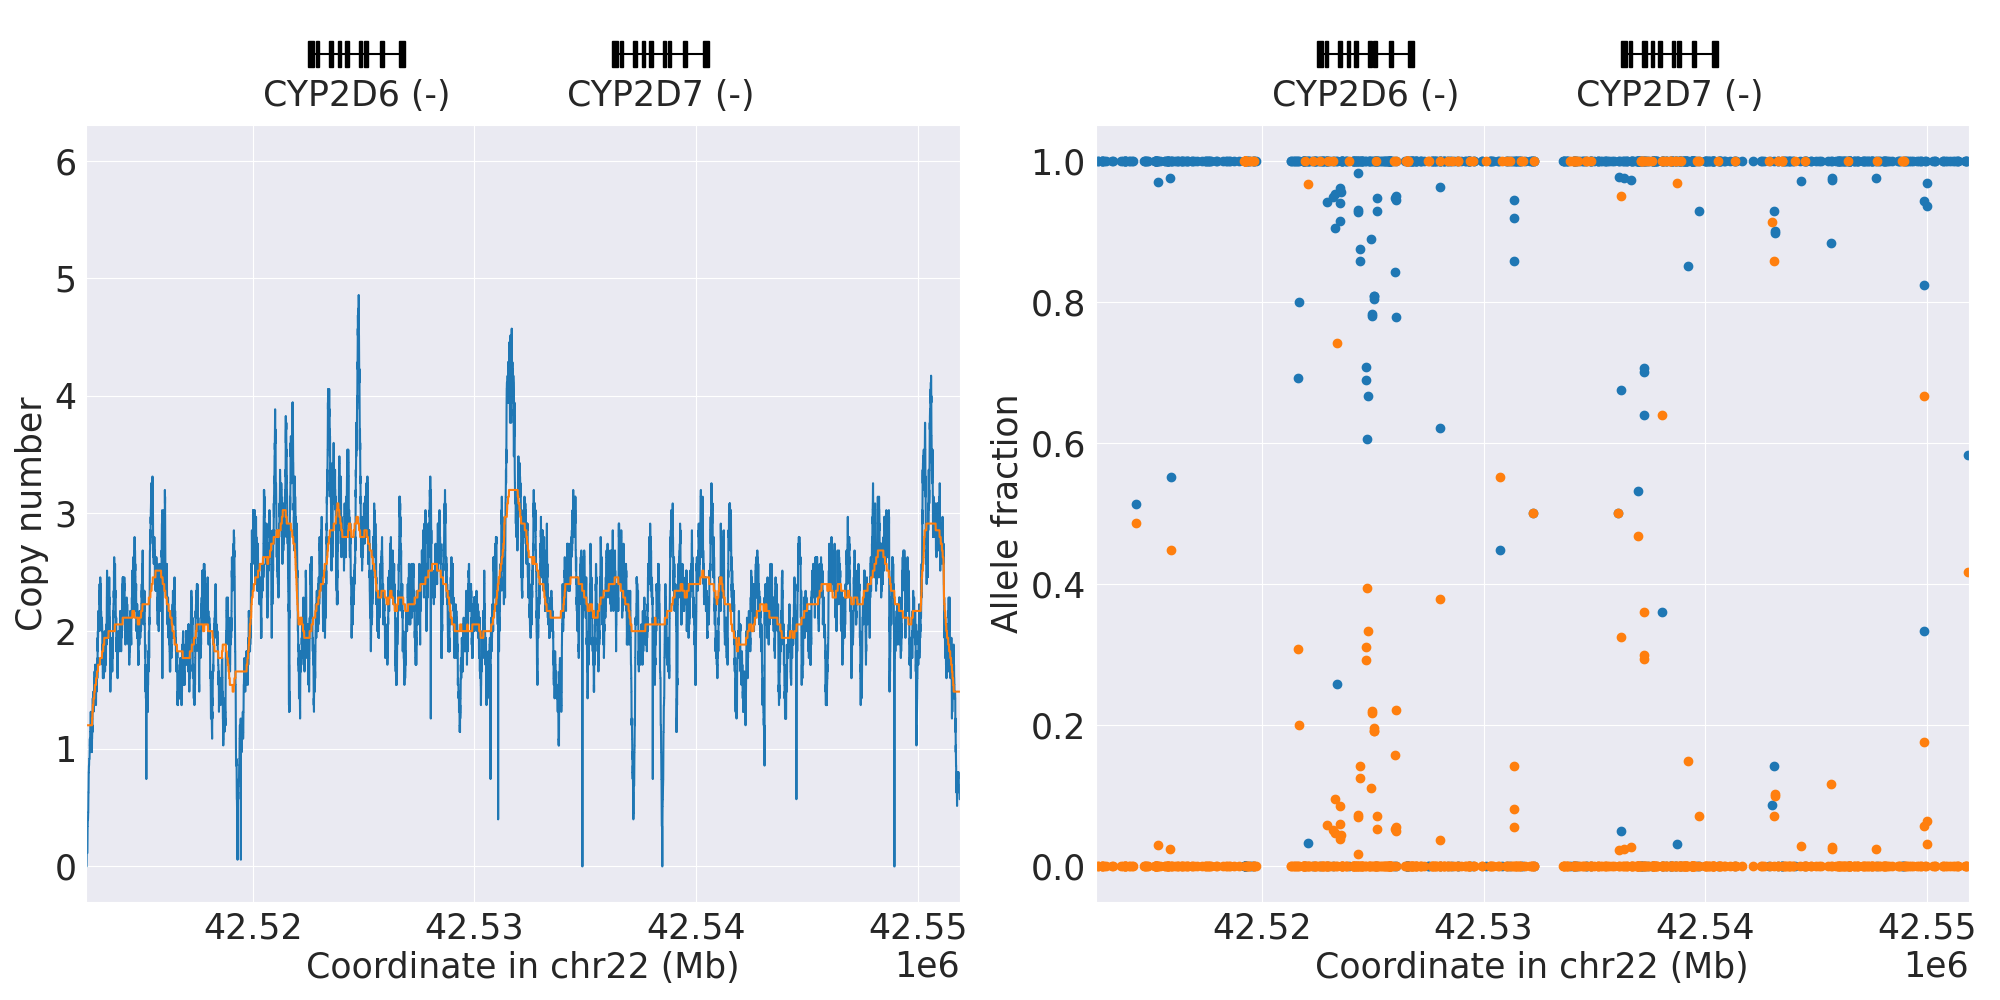 CYP2D6 (-) CYP2D7 (-)
6
5
4
3
2
1
0
Copy number
42.52 42.53 42.54 42.55
Coordinate in chr22 (Mb) 1e6
CYP2D6 (-) CYP2D7 (-)
1.0
0.8
0.6
0.4
0.2
0.0
Allele fraction
42.52 42.53 42.54 42.55
Coordinate in chr22 (Mb) 1e6